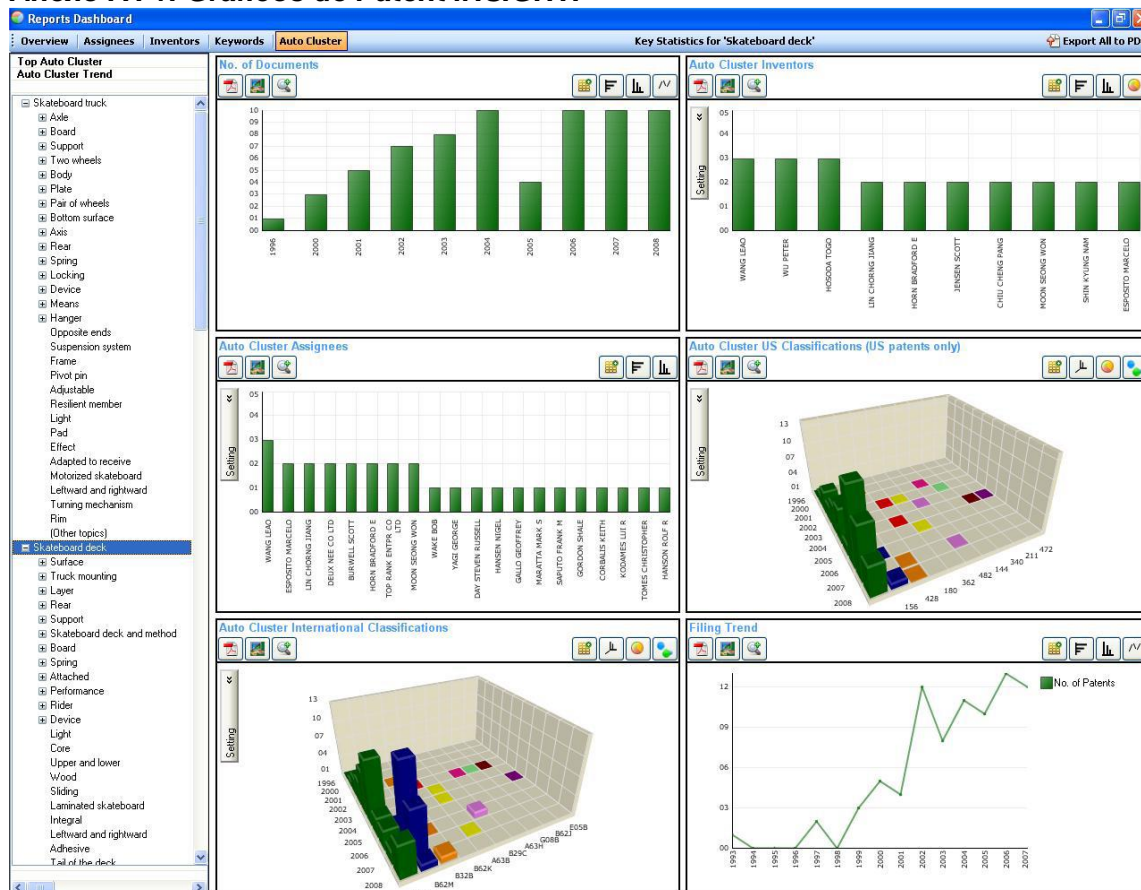 Anexo A1-1: Gráficos do Patent iNSIGHT
Reports Dashboard
Overview Assignees Inventors Keywords Auto Cluster Key Statistics for 'Skateboard deck' Export All to PD
Top Auto Cluster
Auto Cluster Trend
Skateboard truck
Axle
Board
Support
Two wheels
Body
Plate
Pair of wheels
Bottom surface
Axis
Rear
Spring
Locking
Device
Means
Hanger
Opposite ends
Suspension system
Frame
Pivot pin
Adjustable
Resilient member
Light
Pad
Effect
Adapted to receive
Motorized skateboard
Leftward and rightward
Turning mechanism
Rim
(Other topics)
Skateboard deck
Surface
Truck mounting
Layer
Rear
Support
Skateboard deck and method
Board
Spring
Attached
Performance
Rider
Device
Light
Core
Upper and lower
Wood
Sliding
Laminated skateboard
Integral
Leftward and rightward
Adhesive
Tail of the deck
No. of Documents
10
09
08
07
06
05
04
03
02
01
00
1996 2000 2001 2002 2003 2004 2005 2006 2007 2008
Auto Cluster Inventors
Setting
05
04
03
02
01
00
WANG LEAO
WU PETER
HOSODA TOGO
LIN CHORNG JIANG
HORN BRADFORD E
JENSEN SCOTT
CHIU CHENG PANG
MOON SEONG WON
SHIN KYUNG NAM
ESPOSITO MARCELO
Auto Cluster Assignees
Setting
05
04
03
02
01
00
WANG LEAO
ESPOSITO MARCELO
LIN CHORNG JIANG
DEUX NEE CO LTD
BURWELL SCOTT
HORN BRADFORD E
TOP RANK ENTPR CO LTD
MOON SEONG WON
WAKE BOB
YAGI GEORGE
DAY STEVEN RUSSELL
HANSEN NIGEL
GALLO GEOFFREY
MARATTA MARK S
SAPUTO FRANK M
GORDON SHALE
CORBALIS KEITH
KODAMES LUI R
TOMES CHRISTOPHER
HANSON ROLF R
Auto Cluster US Classifications (US patents only)
Setting
13
10
07
04
01
1996
2000
2001
2002
2003
2004
2005
2006
2007
2008
156
428
180
362
482
144
340
211
472
Auto Cluster International Classifications
Setting
13
10
07
04
01
1996
2000
2001
2002
2003
2004
2005
2006
2007
2008
B62M
B32B
B62K
A63B
B29C
A63H
G08B
B62J
E05B
Filing Trend
No. of Patents
12
09
06
03
00
1993 1994 1995 1996 1997 1998 1999 2000 2001 2002 2003 2004 2005 2006 2007